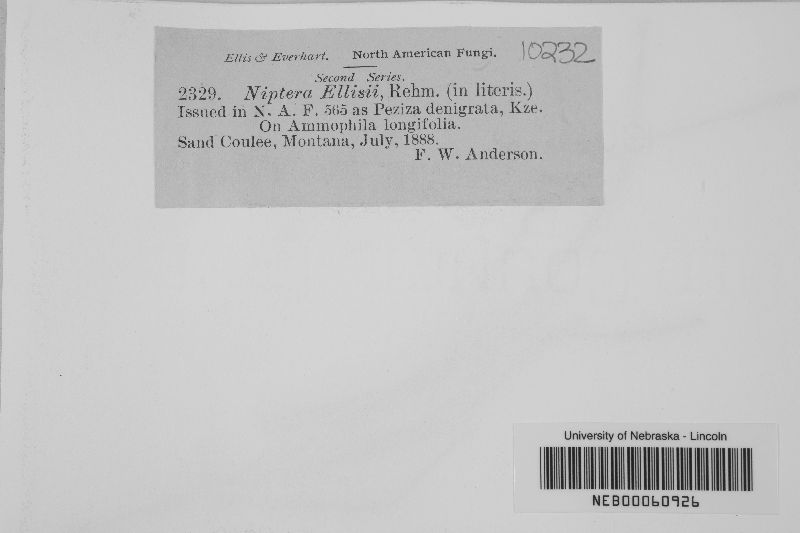 Ellis & Everhart. North American Fungi. 10232
Second Series.
2329. Niptera Ellisii, Rehm. (in literis.)
Issued in N. A. F. 565 as Peziza denigrata, Kze.
On Ammophila longifolia.
Sand Coulee, Montana, July, 1888.
F. W. Anderson.
University of Nebraska - Lincoln
NEB00060926